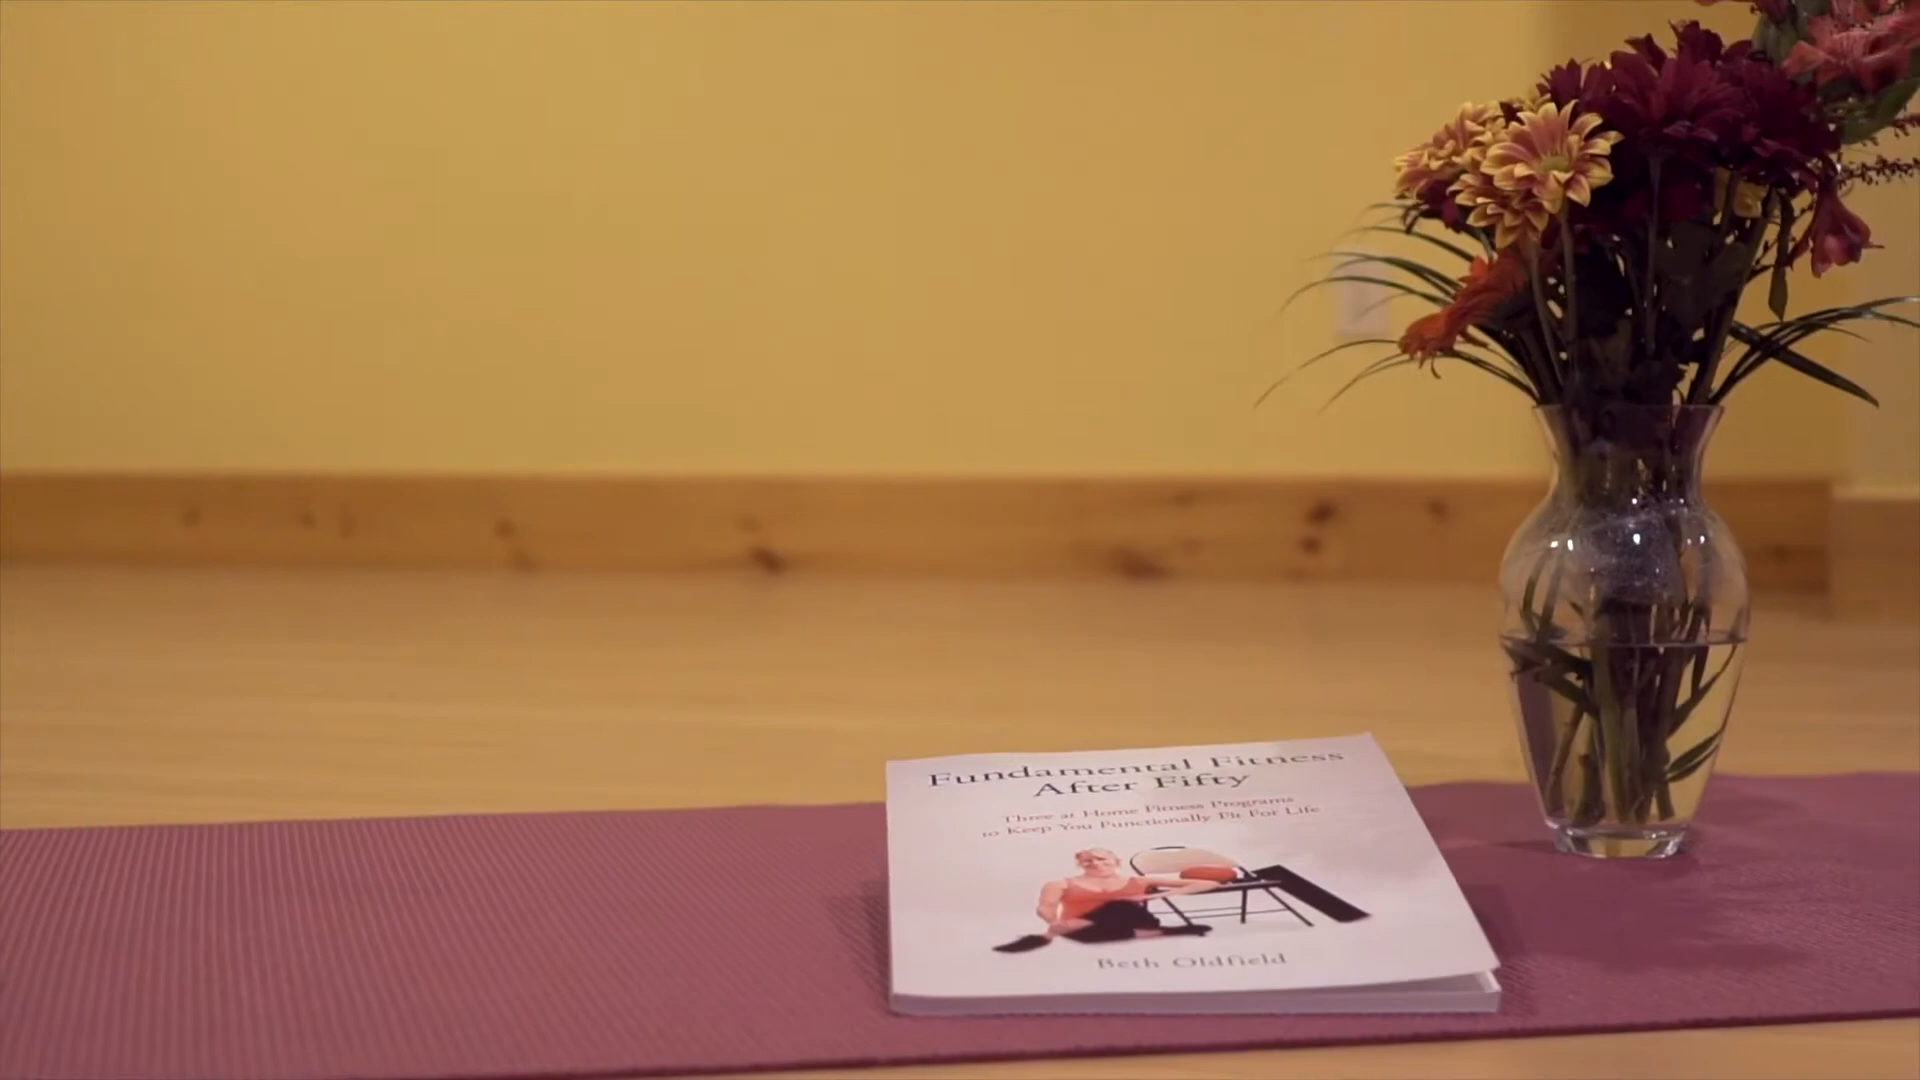 Fundamental Fitness
After Fifty
Three at Home Fitness Programs
to Keep You Functionally Fit For Life
Beth Oldfield